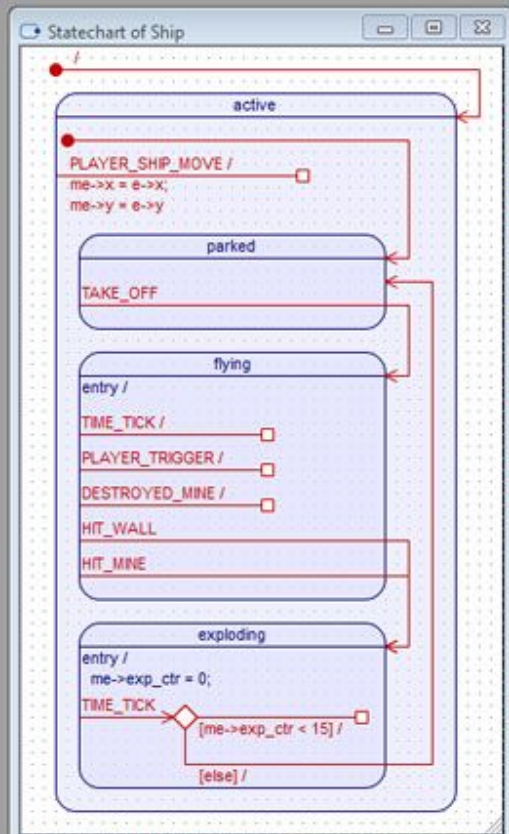 Statechart of Ship
/
active
PLAYER_SHIP_MOVE /
me->x = e->x;
me->y = e->y
parked
TAKE_OFF
flying
entry /
TIME_TICK /
PLAYER_TRIGGER /
DESTROYED_MINE /
HIT_WALL
HIT_MINE
exploding
entry /
me->exp_ctr = 0;
TIME_TICK
[me->exp_ctr < 15] /
[else] /